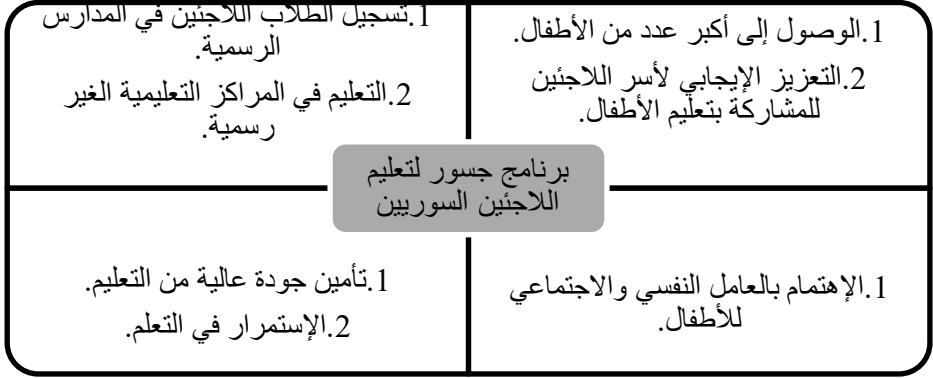 1.الوصول إلى أكبر عدد من الأطفال.
2.التعزيز الإيجابي لأسر اللاجئين
للمشاركة بتعليم الأطفال.
1.تسجيل الطلاب اللاجئين في المدارس
الرسمية.
2.التعليم في المراكز التعليمية الغير
رسمية.
برنامج جسور لتعليم
اللاجئين السوريين
1.الإهتمام بالعامل النفسي والاجتماعي
للأطفال.
1.تأمين جودة عالية من التعليم.
2.الإستمرار في التعلم.